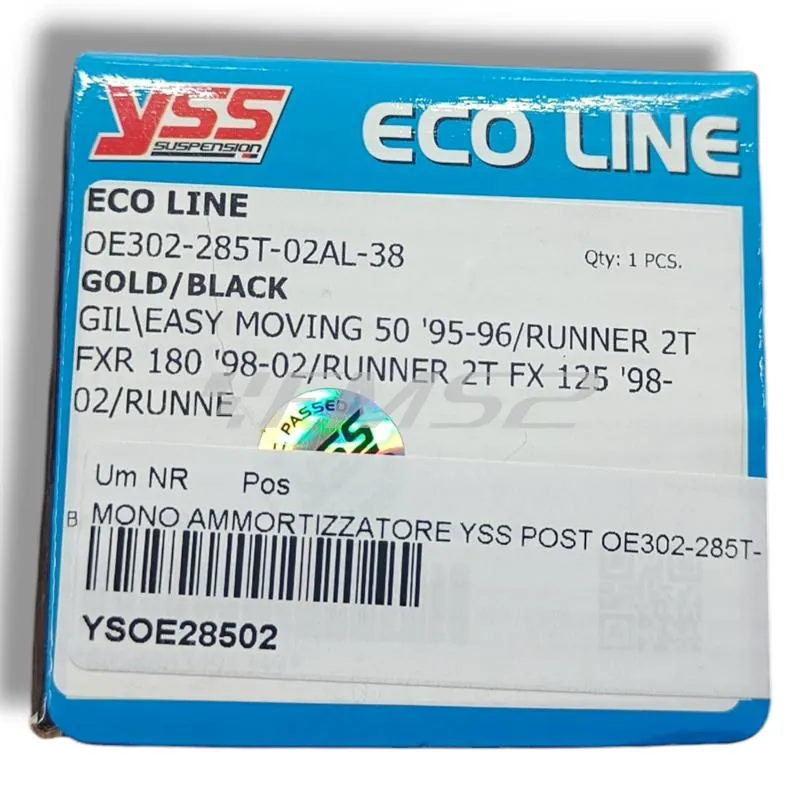 YSS
SUSPENSION
ECO LINE
ECO LINE
OE302-285T-02AL-38
Qty: 1 PCS.
GOLD/BLACK
GIL\EASY MOVING 50 '95-96/RUNNER 2T
FXR 180 '98-02/RUNNER 2T FX 125 '98-
02/RUNNE
PASSED
YSS
Um NR Pos
B MONO AMMORTIZZATORE YSS POST OE302-285T-
YSOE28502